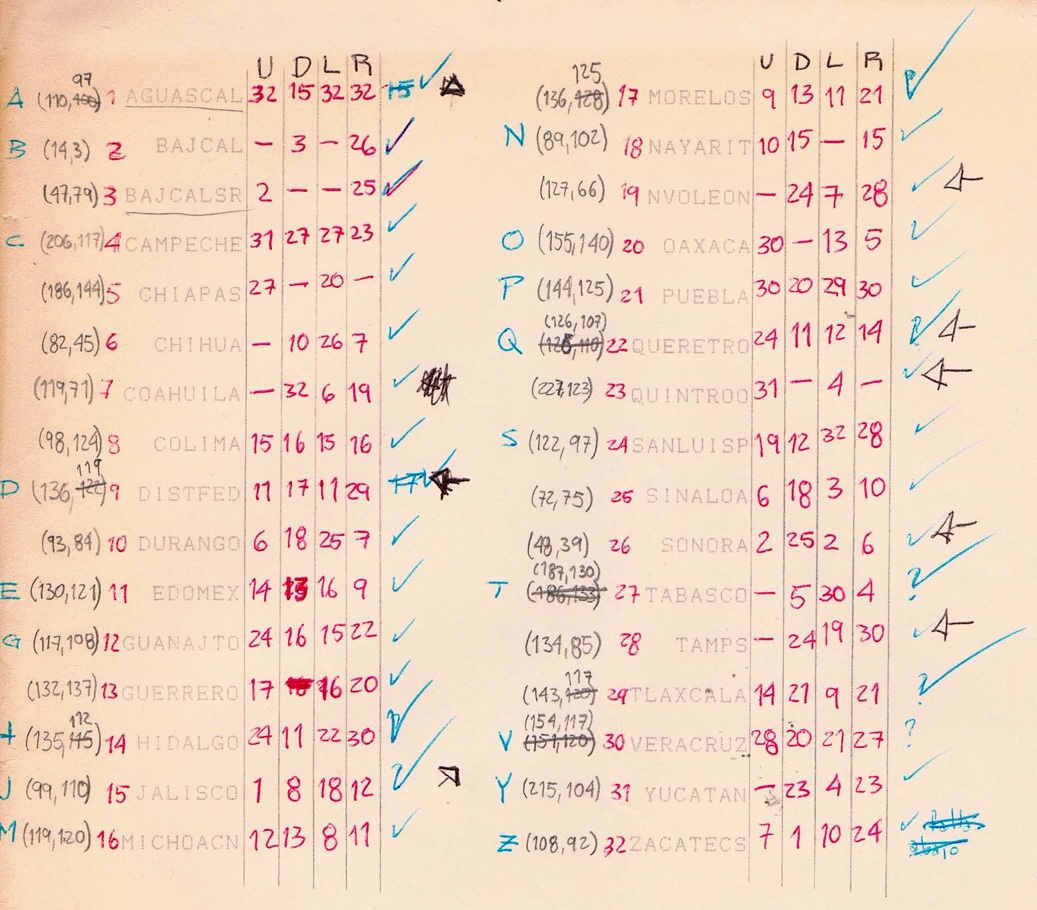 U D L R
97
A (110,100) 1 AGUASCAL 32 15 32 32 15
B (14,3) 2 BAJCAL — 3 — 26
(47,79) 3 BAJCALSR 2 — — 25
C (206,117) 4 CAMPECHE 31 27 27 23
(186,144) 5 CHIAPAS 27 — 20 —
(82,45) 6 CHIHUA — 10 26 7
(119,71) 7 COAHUILA — 32 6 19
(98,124) 8 COLIMA 15 16 15 16
119
D (136,122) 9 DISTFED 11 17 11 29 17
(93,84) 10 DURANGO 6 18 25 7
E (130,121) 11 EDOMEX 14 13 16 9
G (117,108) 12 GUANAJTO 24 16 15 22
(132,137) 13 GUERRERO 17 16 20
112
H (135,115) 14 HIDALGO 24 11 22 30
J (99,110) 15 JALISCO 1 8 18 12
M (119,120) 16 MICHOACN 12 13 8 11
U D L R
125,
(136,128) 17 MORELOS 9 13 11 21
N (89,102) 18 NAYARIT 10 15 — 15
(127,66) 19 NVOLEON — 24 7 28
O (155,140) 20 OAXACA 30 — 13 5
P (144,125) 21 PUEBLA 30 20 29 30
(126,107)
Q (125,110) 22 QUERETRO 24 11 12 14
(227,123) 23 QUINTROO 31 — 4 —
S (122,97) 24 SANLUISP 19 12 32 28
(72,75) 25 SINALOA 6 18 3 10
(48,39) 26 SONORA 2 25 2 6
(187,130)
T (186,133) 27 TABASCO — 5 30 4 ?
(134,85) 28 TAMPS — 24 19 30
117
(143,120) 29 TLAXCALA 14 21 9 21
(154,117)
V (151,120) 30 VERACRUZ 28 20 21 27 ?
Y (215,104) 31 YUCATAN — 23 4 23
Z (108,92) 32 ZACATECS 7 1 10 24